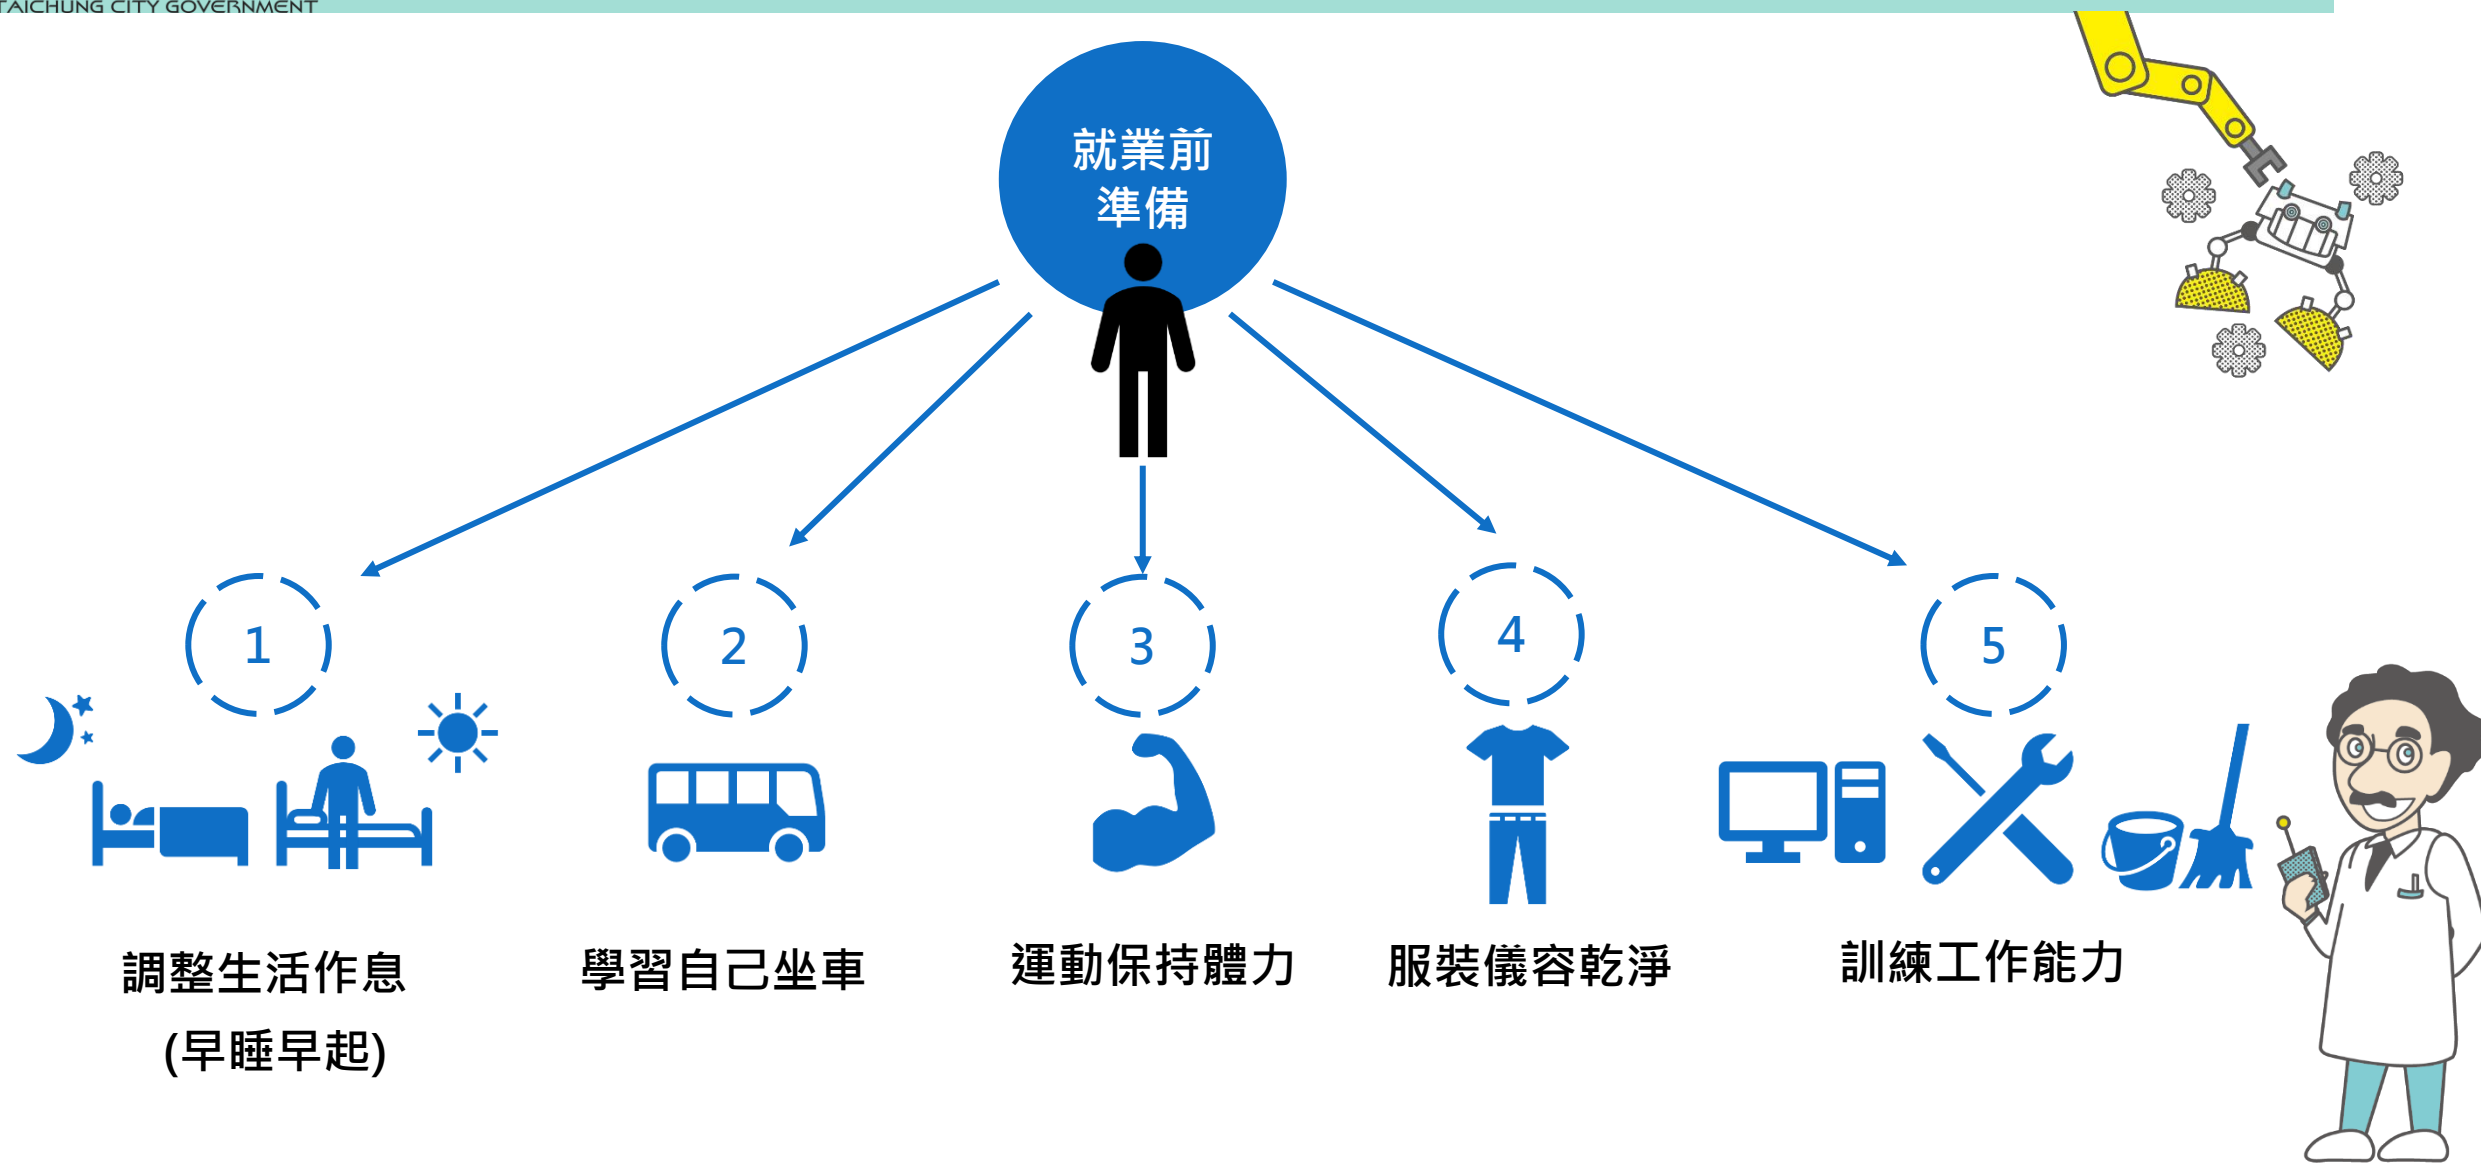 TAICHUNG CITY GOVERNMENT
就業前
準備
1
2
3
4
5
調整生活作息
(早睡早起)
學習自己坐車
運動保持體力
服裝儀容乾淨
訓練工作能力